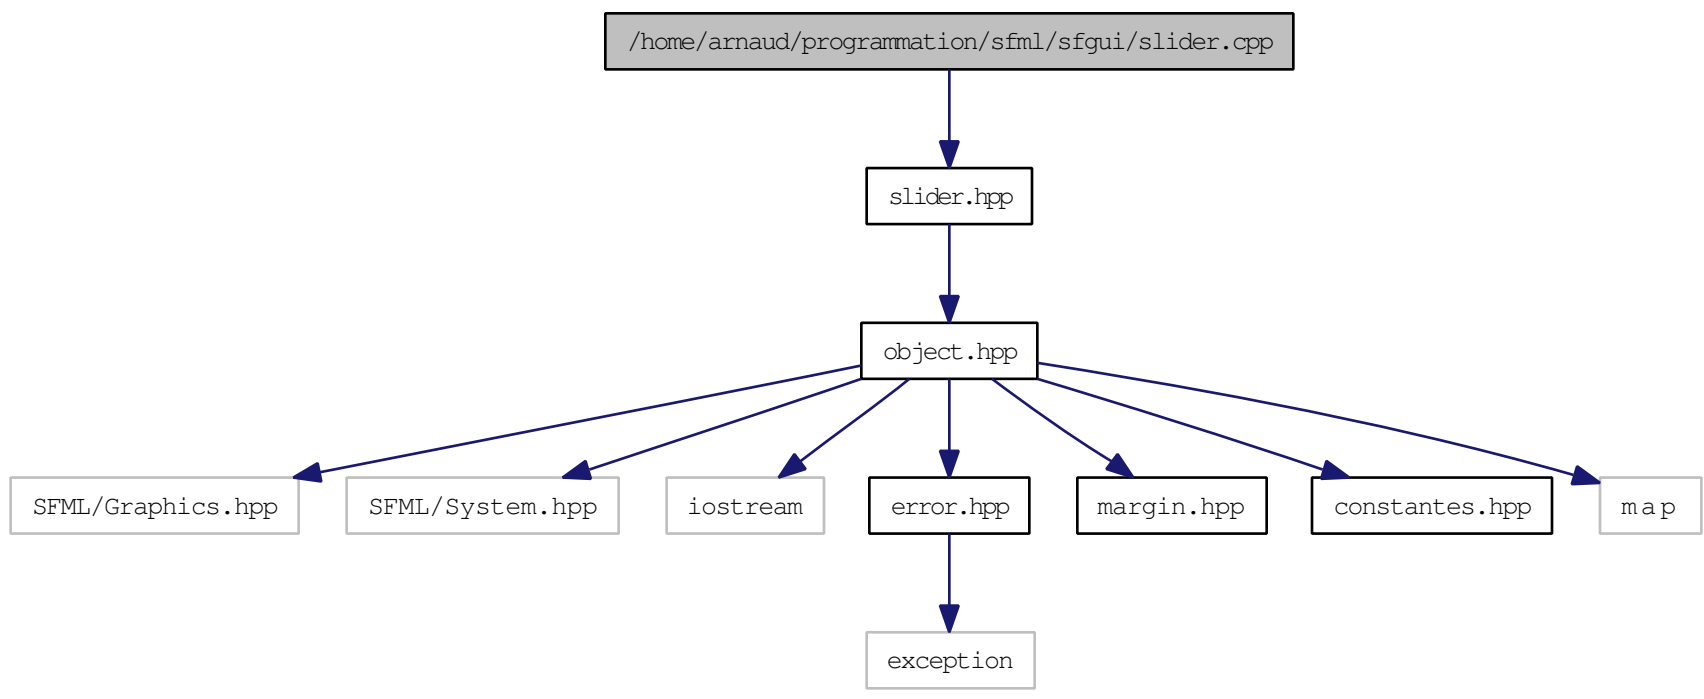 /home/arnaud/programmation/sfml/sfgui/slider.cpp
slider.hpp
object.hpp
SFML/Graphics.hpp
SFML/System.hpp
iostream
error.hpp
margin.hpp
constantes.hpp
map
exception